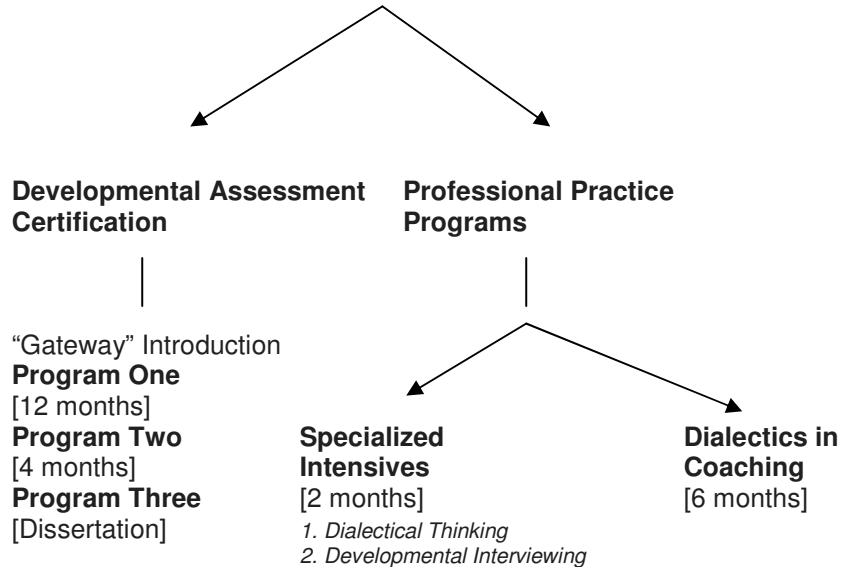 Developmental Assessment
Certification
Professional Practice
Programs
“Gateway” Introduction
Program One
[12 months]
Program Two
[4 months]
Program Three
[Dissertation]
Specialized
Intensives
[2 months]
1. Dialectical Thinking
2. Developmental Interviewing
Dialectics in
Coaching
[6 months]